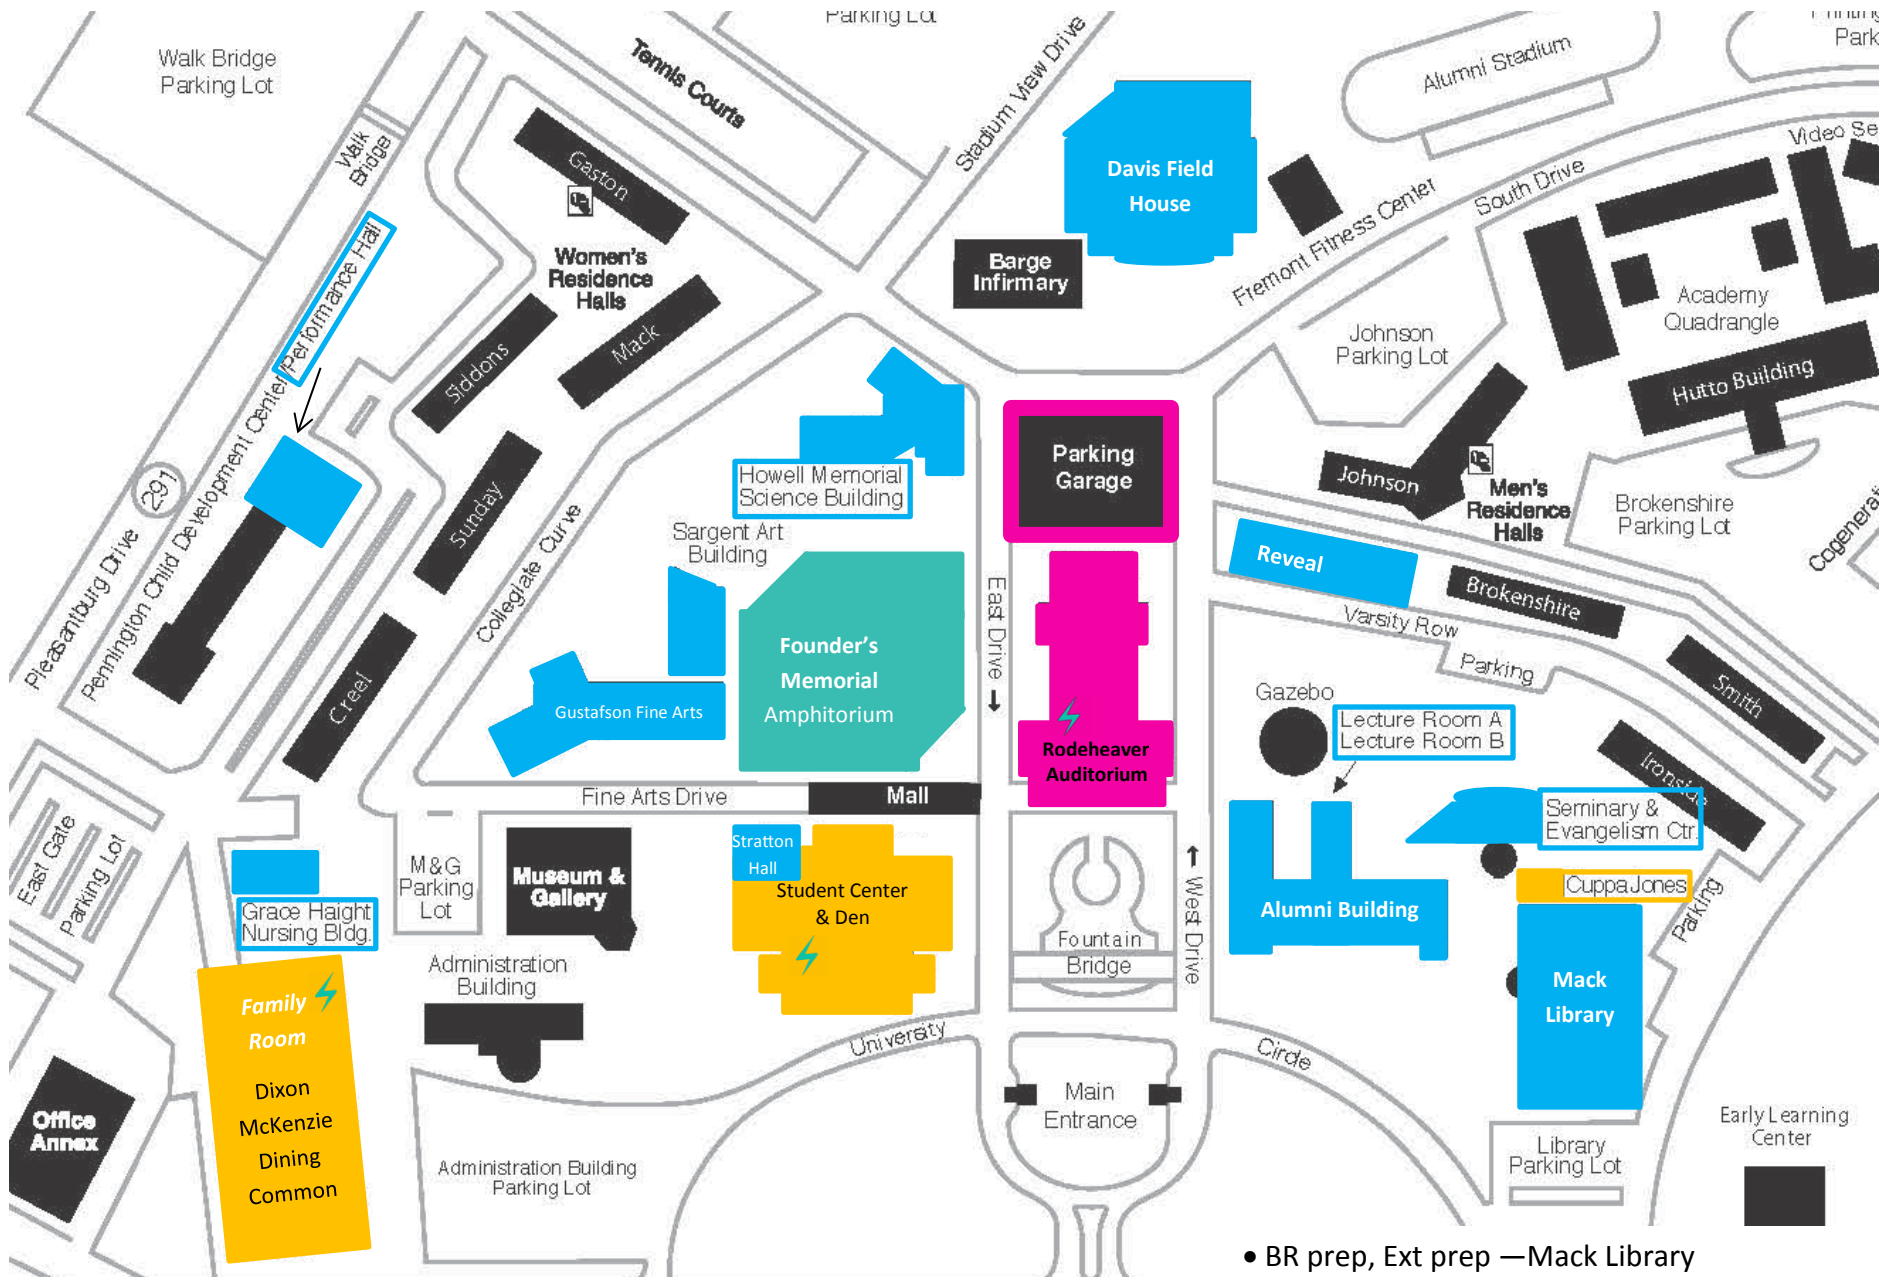 Parking Lot
Walk Bridge
Parking Lot
Tennis Courts
Stadium View Drive
Alumni Stadium
Printing
Park
Video Se
Walk
Bridge
Gaston
Davis Field
House
Fremont Fitness Center
South Drive
Women's
Residence
Halls
Barge
Infirmary
Academy
Quadrangle
Pennington Child Development Center/Performance Hall
Siddons
Mack
Johnson
Parking Lot
Hutto Building
Parking
Garage
Howell Memorial
Science Building
Johnson
Men's
Residence
Halls
Brokenshire
Parking Lot
Cogenerati
291
Pleasantburg Drive
Sunday
Collegiate Curve
Sargent Art
Building
East Drive
Reveal
Brokenshire
Varsity Row
Parking
Smith
Creel
Gustafson Fine Arts
Founder's
Memorial
Amphitorium
Rodeheaver
Auditorium
Gazebo
Lecture Room A
Lecture Room B
Ironside
Fine Arts Drive
Mall
Seminary &
Evangelism Ctr.
East Gate
Parking Lot
Grace Haight
Nursing Bldg.
M&G
Parking
Lot
Museum &
Gallery
Stratton
Hall
Student Center
& Den
West Drive
Alumni Building
CuppaJones
Parking
Fountain
Bridge
Administration
Building
Family
Room
Dixon
McKenzie
Dining
Common
Mack
Library
University
Circle
Office
Annex
Main
Entrance
Administration Building
Parking Lot
Library
Parking Lot
Early Learning
Center
• BR prep, Ext prep —Mack Library